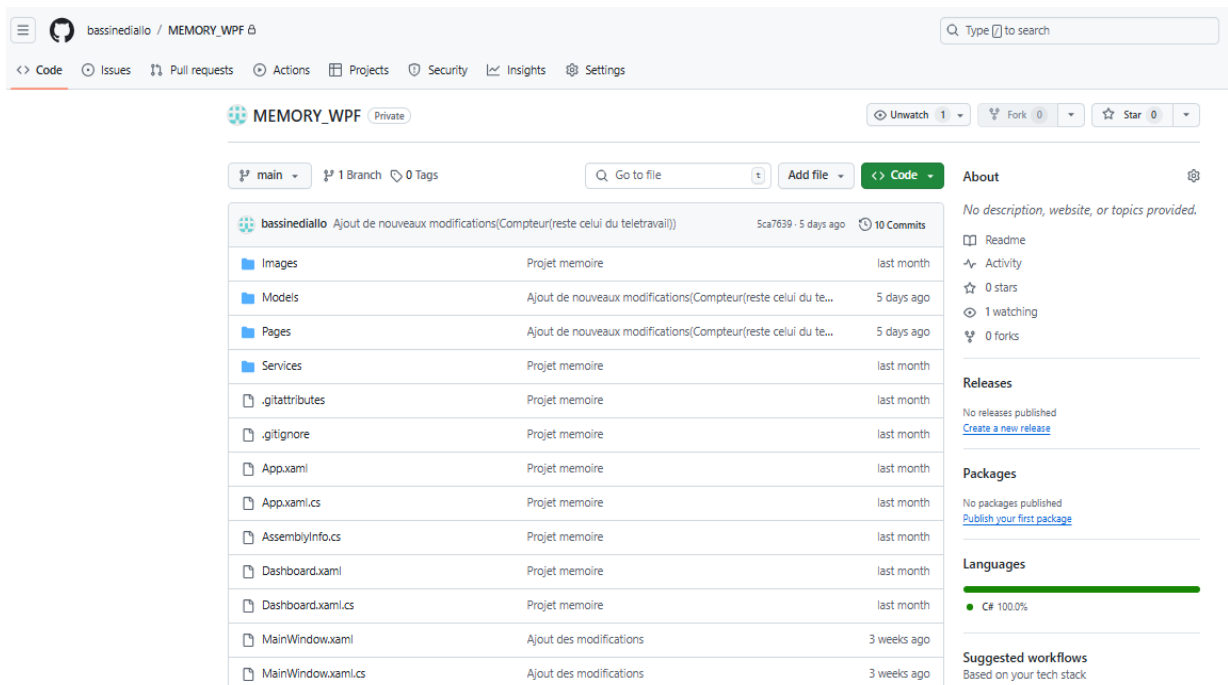 bassinediallo / MEMORY_WPF
Type / to search
Code Issues Pull requests Actions Projects Security Insights Settings
MEMORY_WPF Private
Unwatch 1 Fork 0 Star 0
main 1 Branch 0 Tags
Go to file t Add file Code
bassinediallo Ajout de nouveaux modifications(Compteur(reste celui du teletravail)) 5ca7639 · 5 days ago 10 Commits
Images Projet memoire last month
Models Ajout de nouveaux modifications(Compteur(reste celui du te... 5 days ago
Pages Ajout de nouveaux modifications(Compteur(reste celui du te... 5 days ago
Services Projet memoire last month
.gitattributes Projet memoire last month
.gitignore Projet memoire last month
App.xaml Projet memoire last month
App.xaml.cs Projet memoire last month
AssemblyInfo.cs Projet memoire last month
Dashboard.xaml Projet memoire last month
Dashboard.xaml.cs Projet memoire last month
MainWindow.xaml Ajout des modifications 3 weeks ago
MainWindow.xaml.cs Ajout des modifications 3 weeks ago
About
No description, website, or topics provided.
Readme
Activity
0 stars
1 watching
0 forks
Releases
No releases published
Create a new release
Packages
No packages published
Publish your first package
Languages
C# 100.0%
Suggested workflows
Based on your tech stack